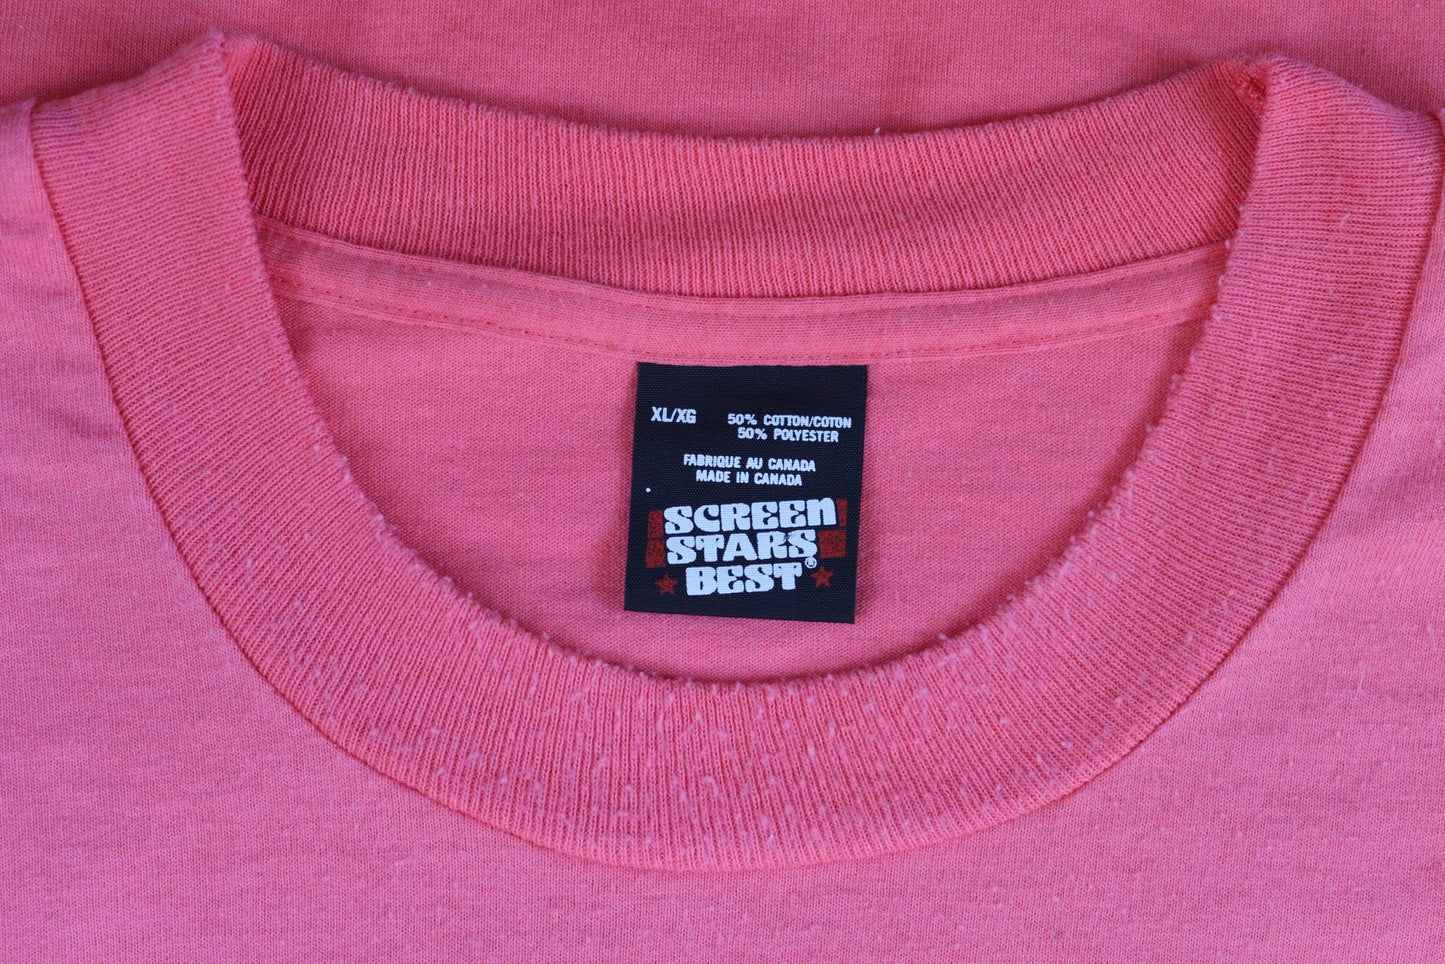 XL/XG 50% COTTON/COTON
50% POLYESTER
FABRIQUE AU CANADA
MADE IN CANADA
SCREEN
STARS
BEST®